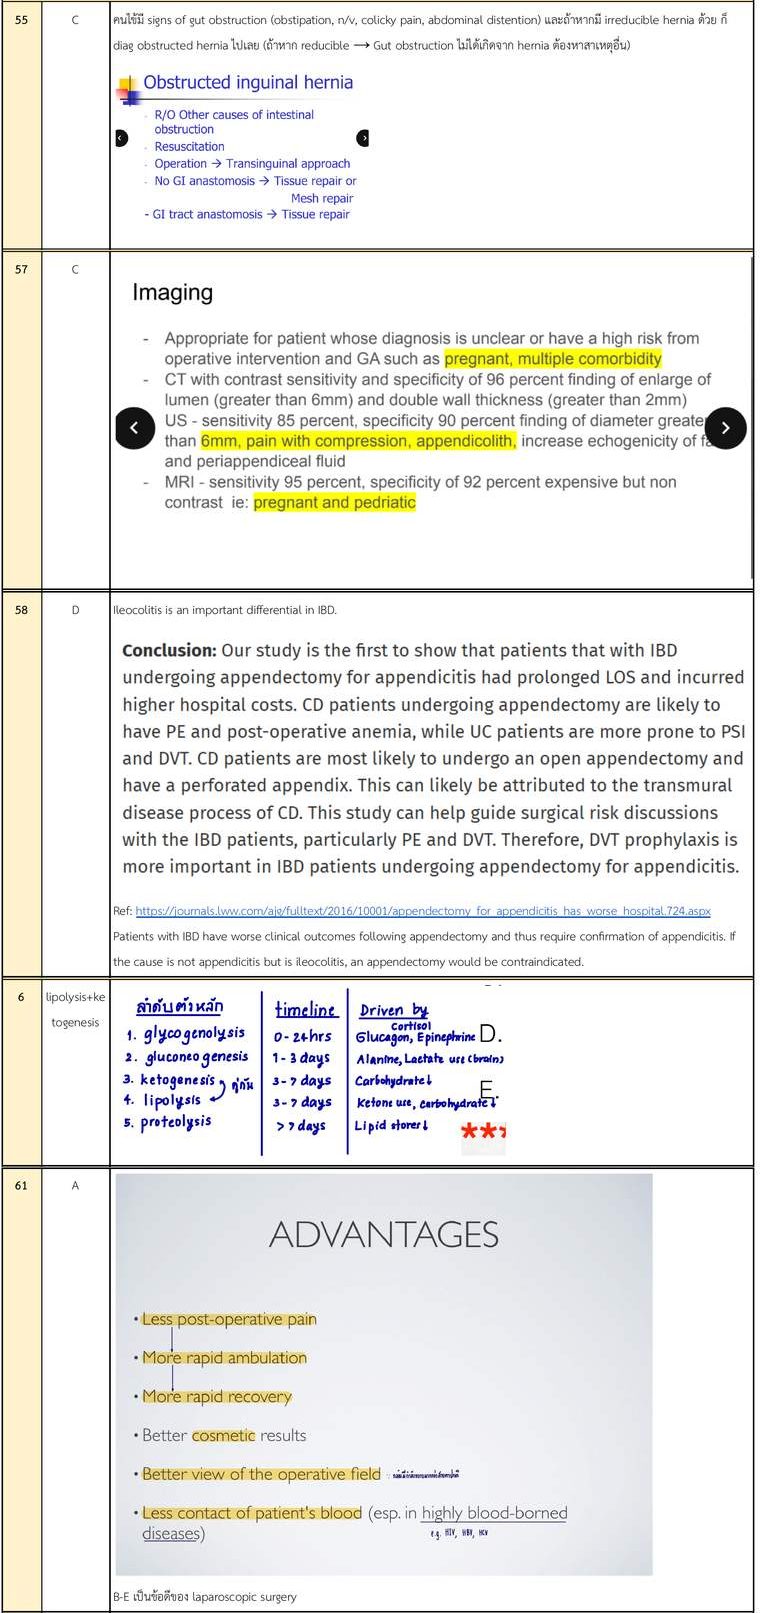 55 C คนไข้มี signs of gut obstruction (obstipation, n/v, colicky pain, abdominal distention) และถ้าหากมี irreducible hernia ด้วย ก็
diag obstructed hernia ไปเลย (ถ้าหาก reducible → Gut obstruction ไม่ได้เกิดจาก hernia ต้องหาสาเหตุอื่น)
Obstructed inguinal hernia
- R/O Other causes of intestinal
obstruction
- Resuscitation
- Operation → Transinguinal approach
- No GI anastomosis → Tissue repair or
Mesh repair
- GI tract anastomosis → Tissue repair
57 C
Imaging
- Appropriate for patient whose diagnosis is unclear or have a high risk from
operative intervention and GA such as pregnant, multiple comorbidity
- CT with contrast sensitivity and specificity of 96 percent finding of enlarge of
lumen (greater than 6mm) and double wall thickness (greater than 2mm)
US - sensitivity 85 percent, specificity 90 percent finding of diameter greater
than 6mm, pain with compression, appendicolith, increase echogenicity of
and periappendiceal fluid
- MRI - sensitivity 95 percent, specificity of 92 percent expensive but non
contrast ie: pregnant and pedriatic
58 D Ileocolitis is an important differential in IBD.
Conclusion: Our study is the first to show that patients that with IBD
undergoing appendectomy for appendicitis had prolonged LOS and incurred
higher hospital costs. CD patients undergoing appendectomy are likely to
have PE and post-operative anemia, while UC patients are more prone to PSI
and DVT. CD patients are most likely to undergo an open appendectomy and
have a perforated appendix. This can likely be attributed to the transmural
disease process of CD. This study can help guide surgical risk discussions
with the IBD patients, particularly PE and DVT. Therefore, DVT prophylaxis is
more important in IBD patients undergoing appendectomy for appendicitis.
Ref: https://journals.lww.com/ajg/fulltext/2016/10001/appendectomy_for_appendicitis_has_worse_hospital.724.aspx
Patients with IBD have worse clinical outcomes following appendectomy and thus require confirmation of appendicitis. If
the cause is not appendicitis but is ileocolitis, an appendectomy would be contraindicated.
6 lipolysis+ke
togenesis
ลำดับตัวหลัก timeline Driven by
Cortisol
1. glycogenolysis 0-24hrs Glucagon, Epinephrine D.
2. gluconeogenesis 1-3 days Alanine, Lactate use (brain)
3. ketogenesis คู่กัน 3-7 days Carbohydrate↓ E.
4. lipolysis 3-7 days Ketone use, carbohydrate↓
5. proteolysis >7 days Lipid stores↓
61 A
ADVANTAGES
• Less post-operative pain
• More rapid ambulation
• More rapid recovery
• Better cosmetic results
• Better view of the operative field
• Less contact of patient's blood (esp. in highly blood-borned
diseases) e.g. HIV, HBV, HCV
B-E เป็นข้อดีของ laparoscopic surgery